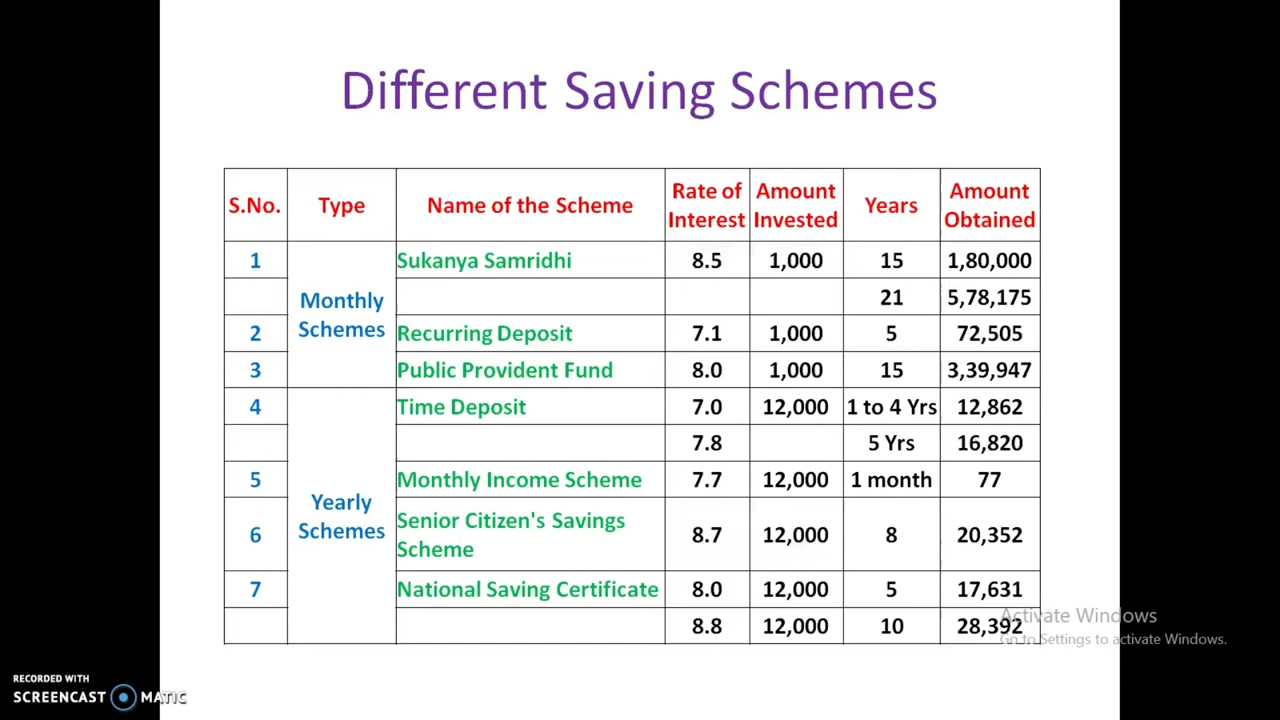 Different Saving Schemes
S.No. Type Name of the Scheme Rate of Interest Amount Invested Years Amount Obtained
1 Monthly Schemes Sukanya Samridhi 8.5 1,000 15 1,80,000
21 5,78,175
2 Recurring Deposit 7.1 1,000 5 72,505
3 Public Provident Fund 8.0 1,000 15 3,39,947
4 Yearly Schemes Time Deposit 7.0 12,000 1 to 4 Yrs 12,862
7.8 5 Yrs 16,820
5 Monthly Income Scheme 7.7 12,000 1 month 77
6 Senior Citizen's Savings Scheme 8.7 12,000 8 20,352
7 National Saving Certificate 8.0 12,000 5 17,631
8.8 12,000 10 28,392
Activate Windows
Go to Settings to activate Windows.
RECORDED WITH
SCREENCAST MATIC